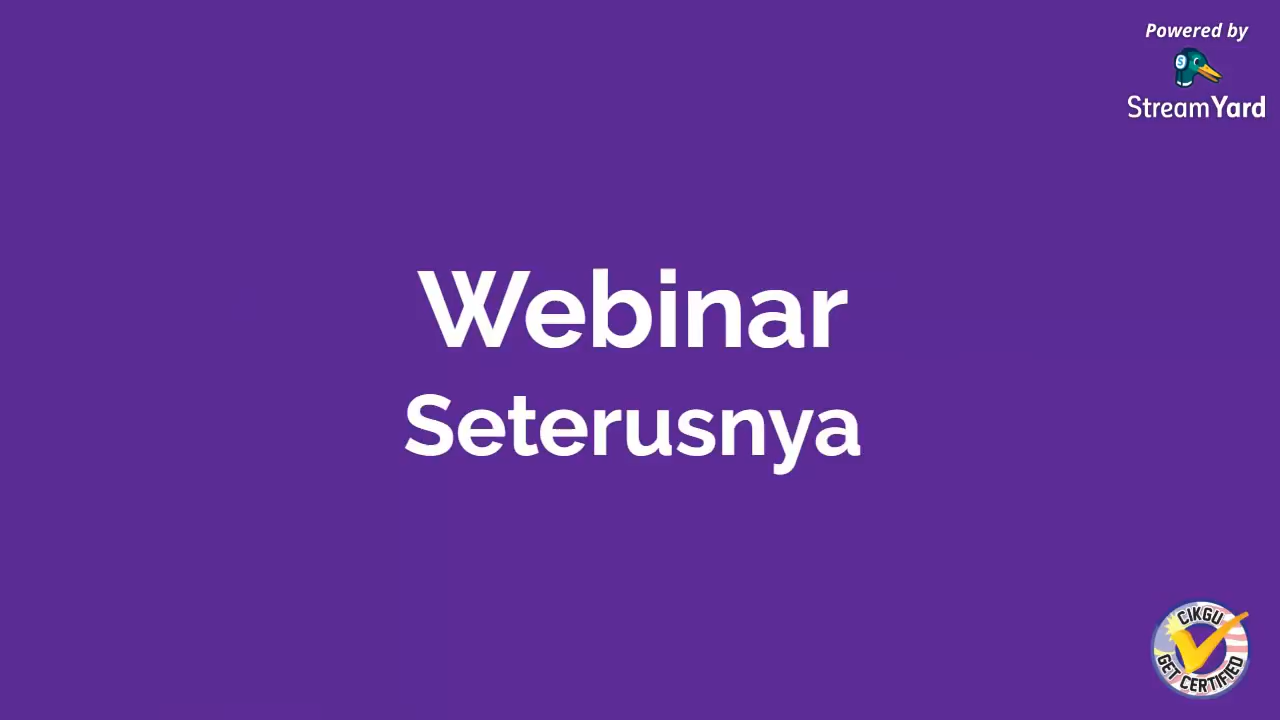 Powered by
StreamYard
Webinar
Seterusnya
CIKGU
GET CERTIFIED